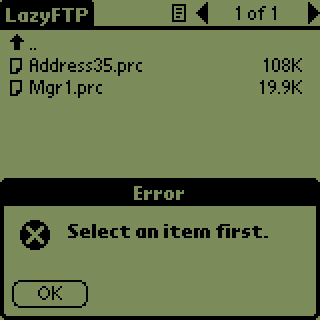 LazyFTP 1 of 1
..
Address35.prc 108K
Mgr1.prc 19.9K
Error
Select an item first.
OK